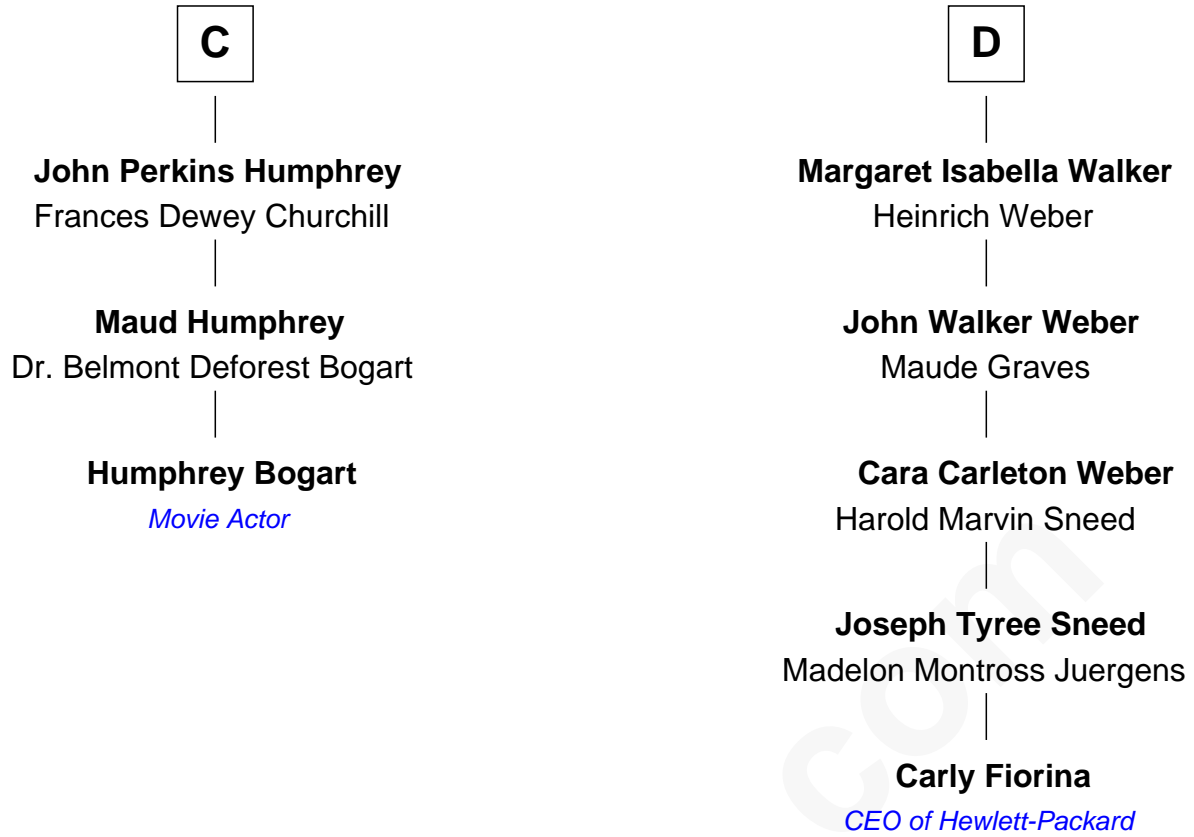 C
John Perkins Humphrey
Frances Dewey Churchill
Maud Humphrey
Dr. Belmont Deforest Bogart
Humphrey Bogart
Movie Actor
D
Margaret Isabella Walker
Heinrich Weber
John Walker Weber
Maude Graves
Cara Carleton Weber
Harold Marvin Sneed
Joseph Tyree Sneed
Madelon Montross Juergens
Carly Fiorina
CEO of Hewlett-Packard
com